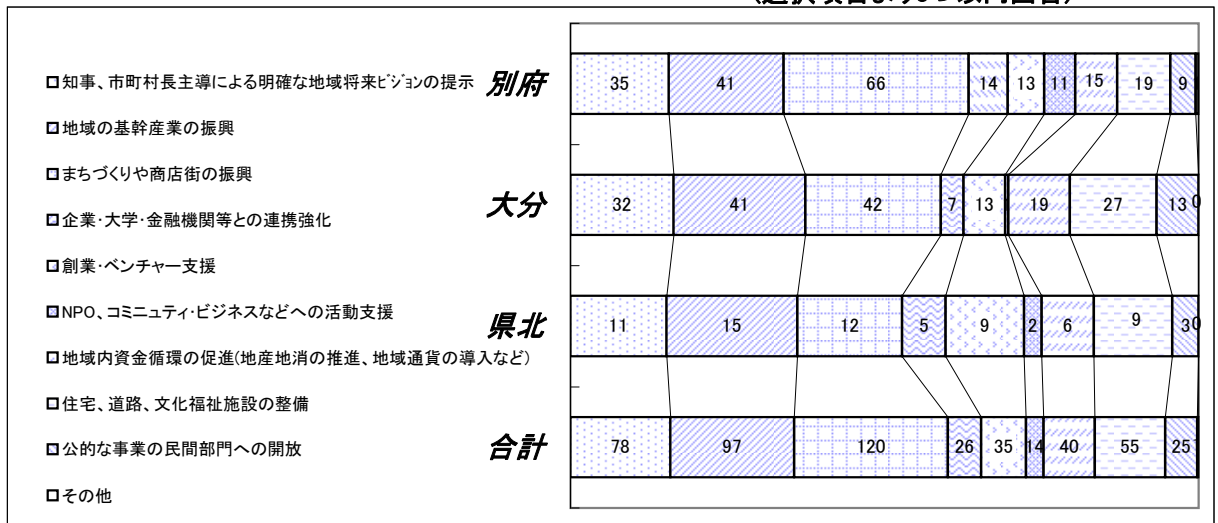 (選択項目より3つ以内回答)
別府
35 41 66 14 13 11 15 19 9
大分
32 41 42 7 13 19 27 13 0
県北
11 15 12 5 9 2 6 9 3 0
合計
78 97 120 26 35 14 40 55 25
知事、市町村長主導による明確な地域将来ビジョンの提示
地域の基幹産業の振興
まちづくりや商店街の振興
企業・大学・金融機関等との連携強化
創業・ベンチャー支援
NPO、コミニュティ・ビジネスなどへの活動支援
地域内資金循環の促進(地産地消の推進、地域通貨の導入など)
住宅、道路、文化福祉施設の整備
公的な事業の民間部門への開放
その他